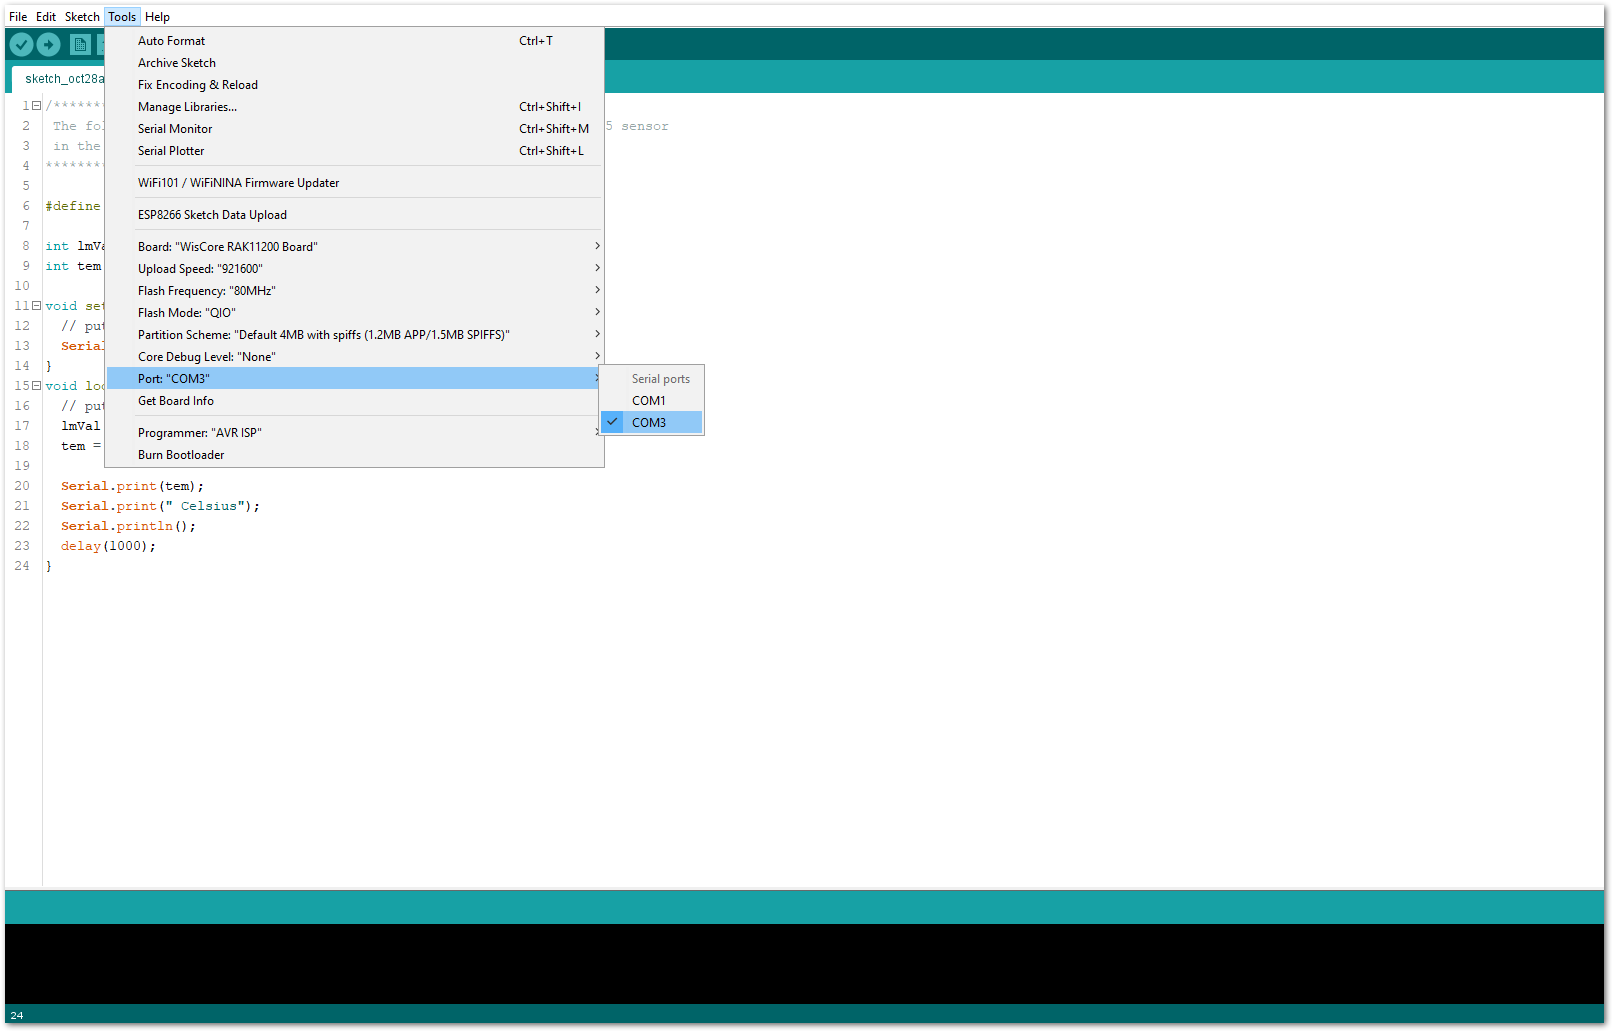 File Edit Sketch Tools Help
Auto Format Ctrl+T
Archive Sketch
Fix Encoding & Reload
Manage Libraries... Ctrl+Shift+I
Serial Monitor Ctrl+Shift+M
Serial Plotter Ctrl+Shift+L
WiFi101 / WiFiNINA Firmware Updater
ESP8266 Sketch Data Upload
Board: "WisCore RAK11200 Board"
Upload Speed: "921600"
Flash Frequency: "80MHz"
Flash Mode: "QIO"
Partition Scheme: "Default 4MB with spiffs (1.2MB APP/1.5MB SPIFFS)"
Core Debug Level: "None"
Port: "COM3"
Get Board Info
Programmer: "AVR ISP"
Burn Bootloader
Serial ports
COM1
COM3
sketch_oct28a
1 /*******
2 The fol 5 sensor
3 in the
4 ********
5
6 #define
7
8 int lmVa
9 int tem
10
11 void set
12 // put
13 Serial
14 }
15 void loo
16 // put
17 lmVal
18 tem =
19
20 Serial.print(tem);
21 Serial.print(" Celsius");
22 Serial.println();
23 delay(1000);
24 }
24